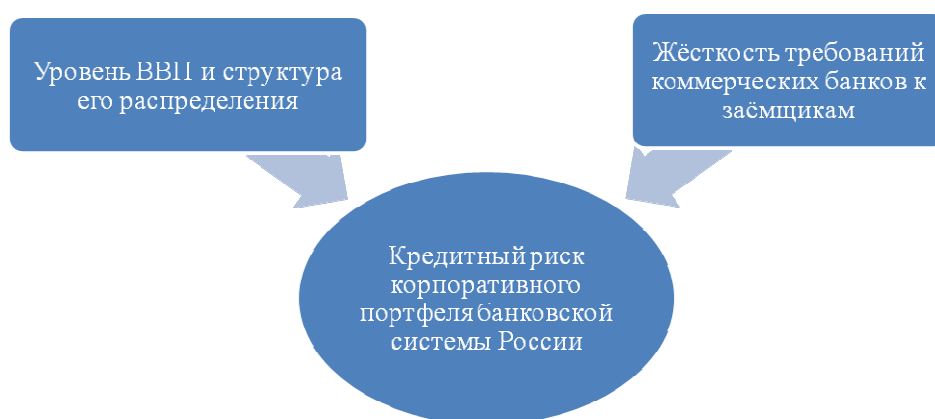 Уровень ВВП и структура
его распределения
Жёсткость требований
коммерческих банков к
заёмщикам
Кредитный риск
корпоративного
портфеля банковской
системы России